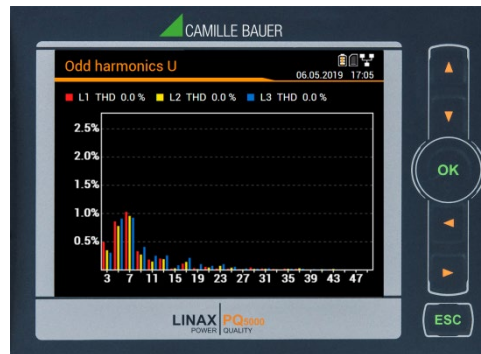 CAMILLE BAUER
Odd harmonics U
06.05.2019 17:05
L1 THD 0.0 % L2 THD 0.0 % L3 THD 0.0 %
2.5%
2.0%
1.5%
1.0%
0.5%
3 7 11 15 19 23 27 31 35 39 43 47
OK
LINAX PQ5000
POWER QUALITY
ESC